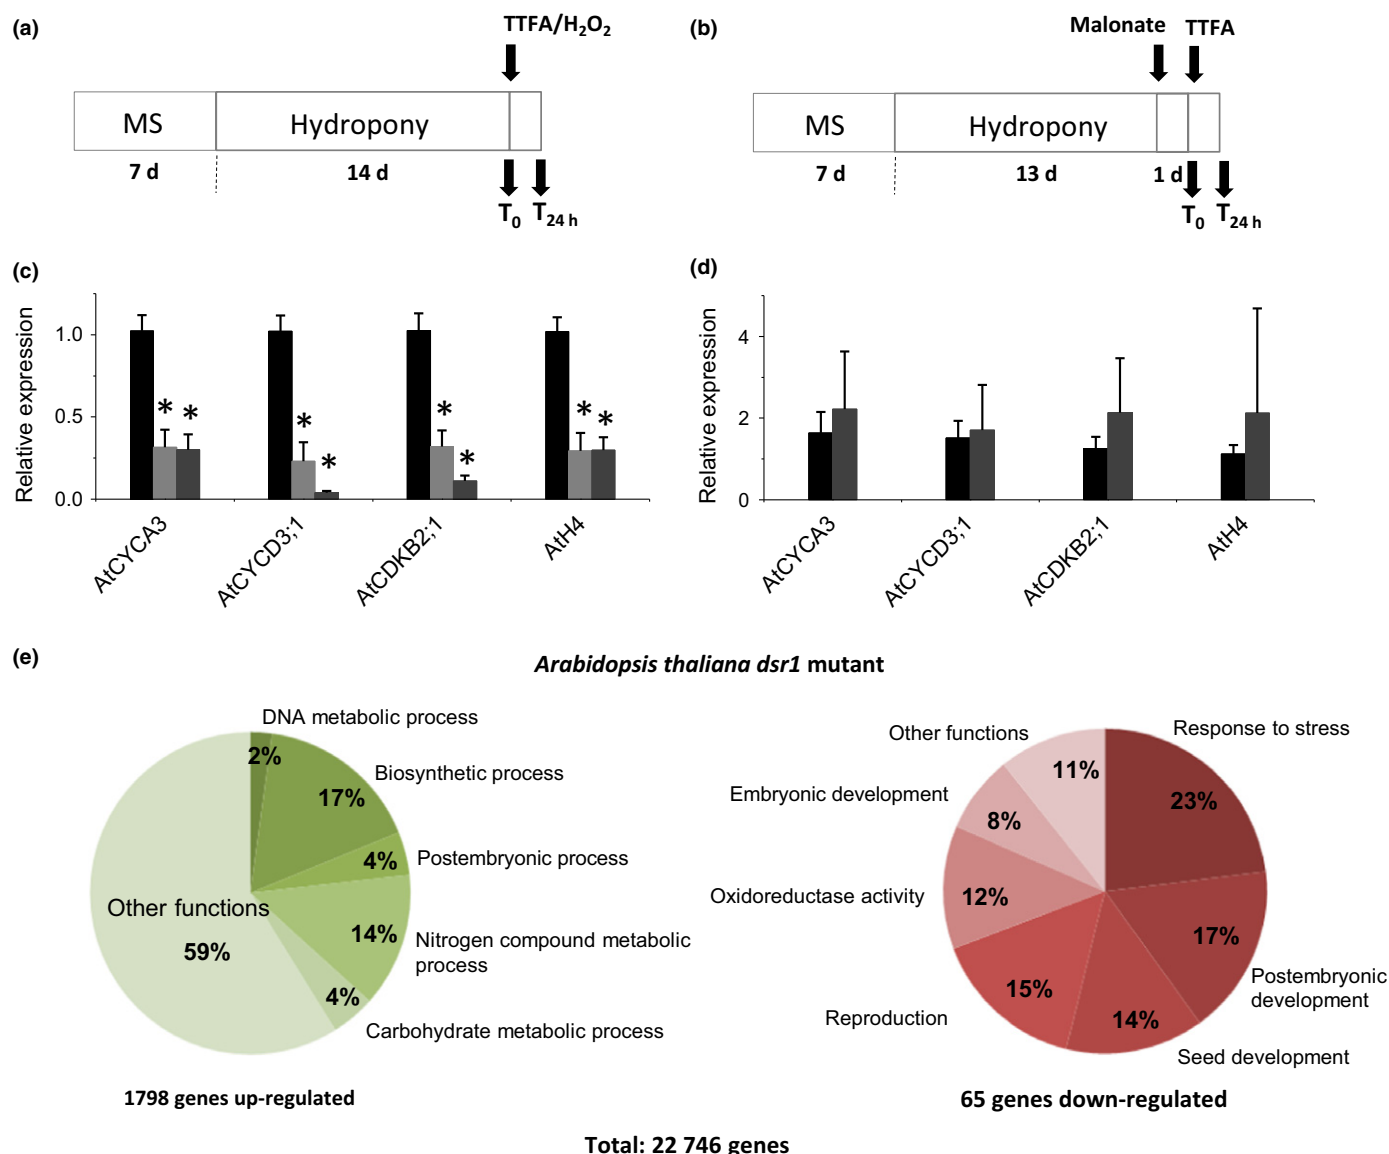 (a)
TTFA/H₂O₂
MS
Hydropony
7 d
14 d
T₀
T₂₄ ₕ
(b)
Malonate
TTFA
MS
Hydropony
7 d
13 d
1 d
T₀
T₂₄ ₕ
(c)
Relative expression
1.0
0.5
0.0
* *
* *
* *
* *
AtCYCA3
AtCYCD3;1
AtCDKB2;1
AtH4
(d)
Relative expression
4
2
0
AtCYCA3
AtCYCD3;1
AtCDKB2;1
AtH4
(e)
Arabidopsis thaliana dsr1 mutant
DNA metabolic process
2%
Biosynthetic process
17%
Postembryonic process
4%
Nitrogen compound metabolic
process
14%
Carbohydrate metabolic process
4%
Other functions
59%
1798 genes up-regulated
Response to stress
23%
Postembryonic
development
17%
Seed development
14%
Reproduction
15%
Oxidoreductase activity
12%
Embryonic development
8%
Other functions
11%
65 genes down-regulated
Total: 22 746 genes